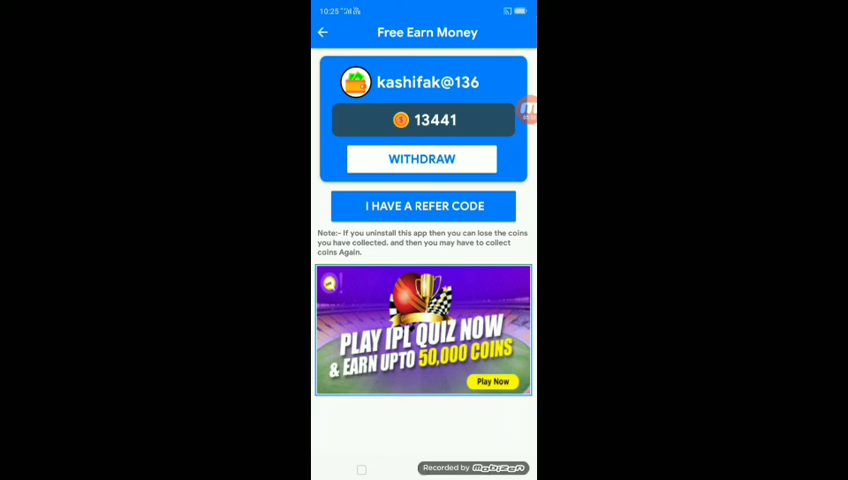 10:25
Free Earn Money
kashifak@136
13441
WITHDRAW
I HAVE A REFER CODE
Note:- If you uninstall this app then you can lose the coins
you have collected. and then you may have to collect
coins Again.
PLAY IPL QUIZ NOW
& EARN UPTO 50,000 COINS
Play Now
Recorded by mobizen